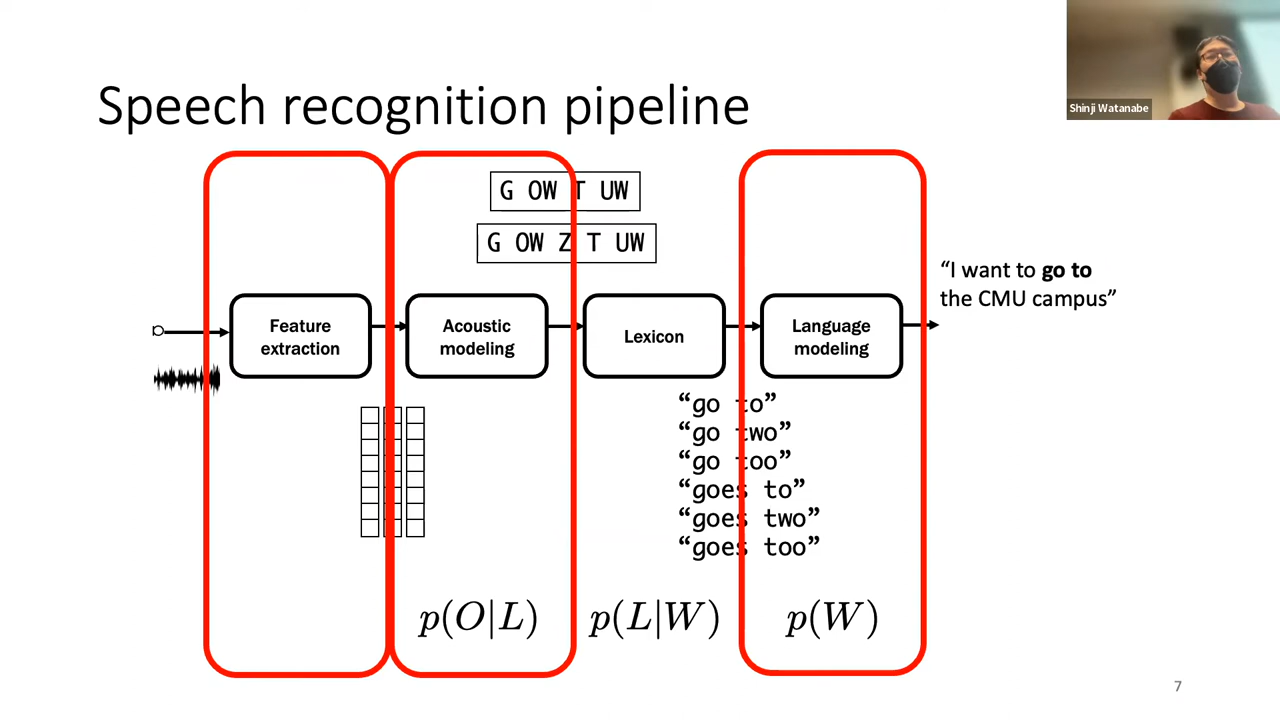 Shinji Watanabe
Speech recognition pipeline
G OW T UW
G OW Z T UW
“I want to go to
the CMU campus”
Feature
extraction
Acoustic
modeling
Lexicon
Language
modeling
“go to”
“go two”
“go too”
“goes to”
“goes two”
“goes too”
p(O|L)
p(L|W)
p(W)
7